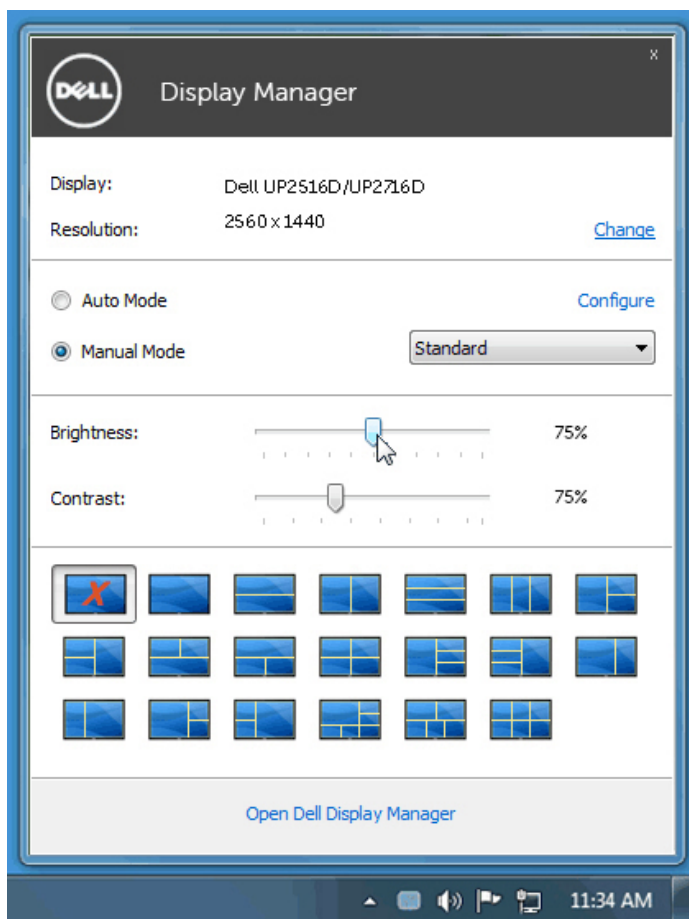 x
DELL
Display Manager
Display: Dell UP2516D/UP2716D
Resolution: 2560 x 1440 Change
Auto Mode Configure
Manual Mode Standard
Brightness: 75%
Contrast: 75%
X
Open Dell Display Manager
11:34 AM